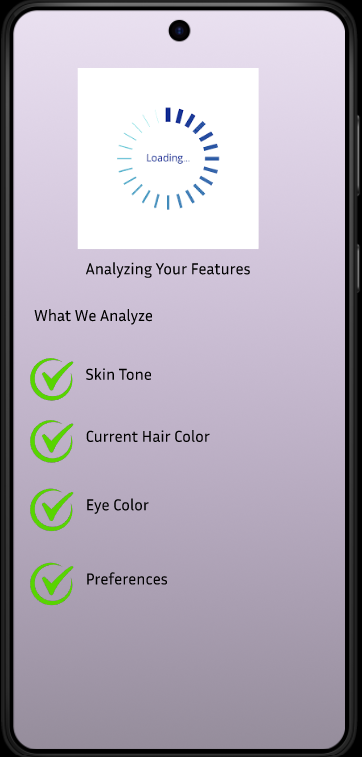 Loading...
Analyzing Your Features
What We Analyze
Skin Tone
Current Hair Color
Eye Color
Preferences